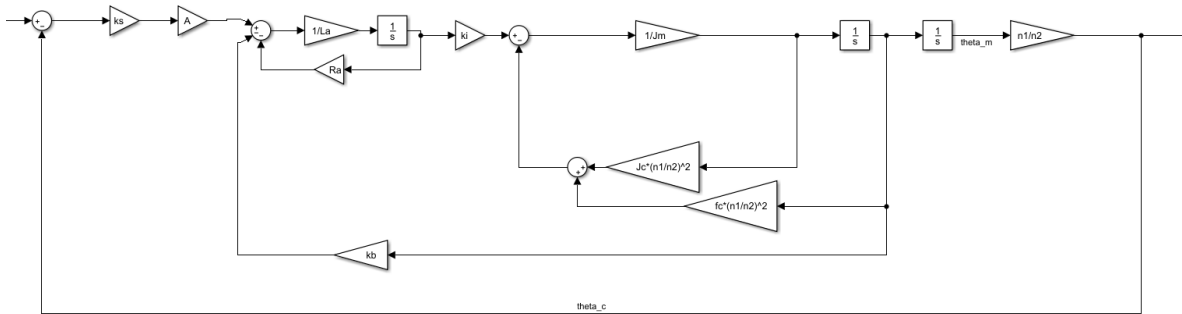 ks
A
1/La
1
s
ki
1/Jm
1
s
1
s
theta_m
n1/n2
Ra
Jc*(n1/n2)^2
fc*(n1/n2)^2
kb
theta_c